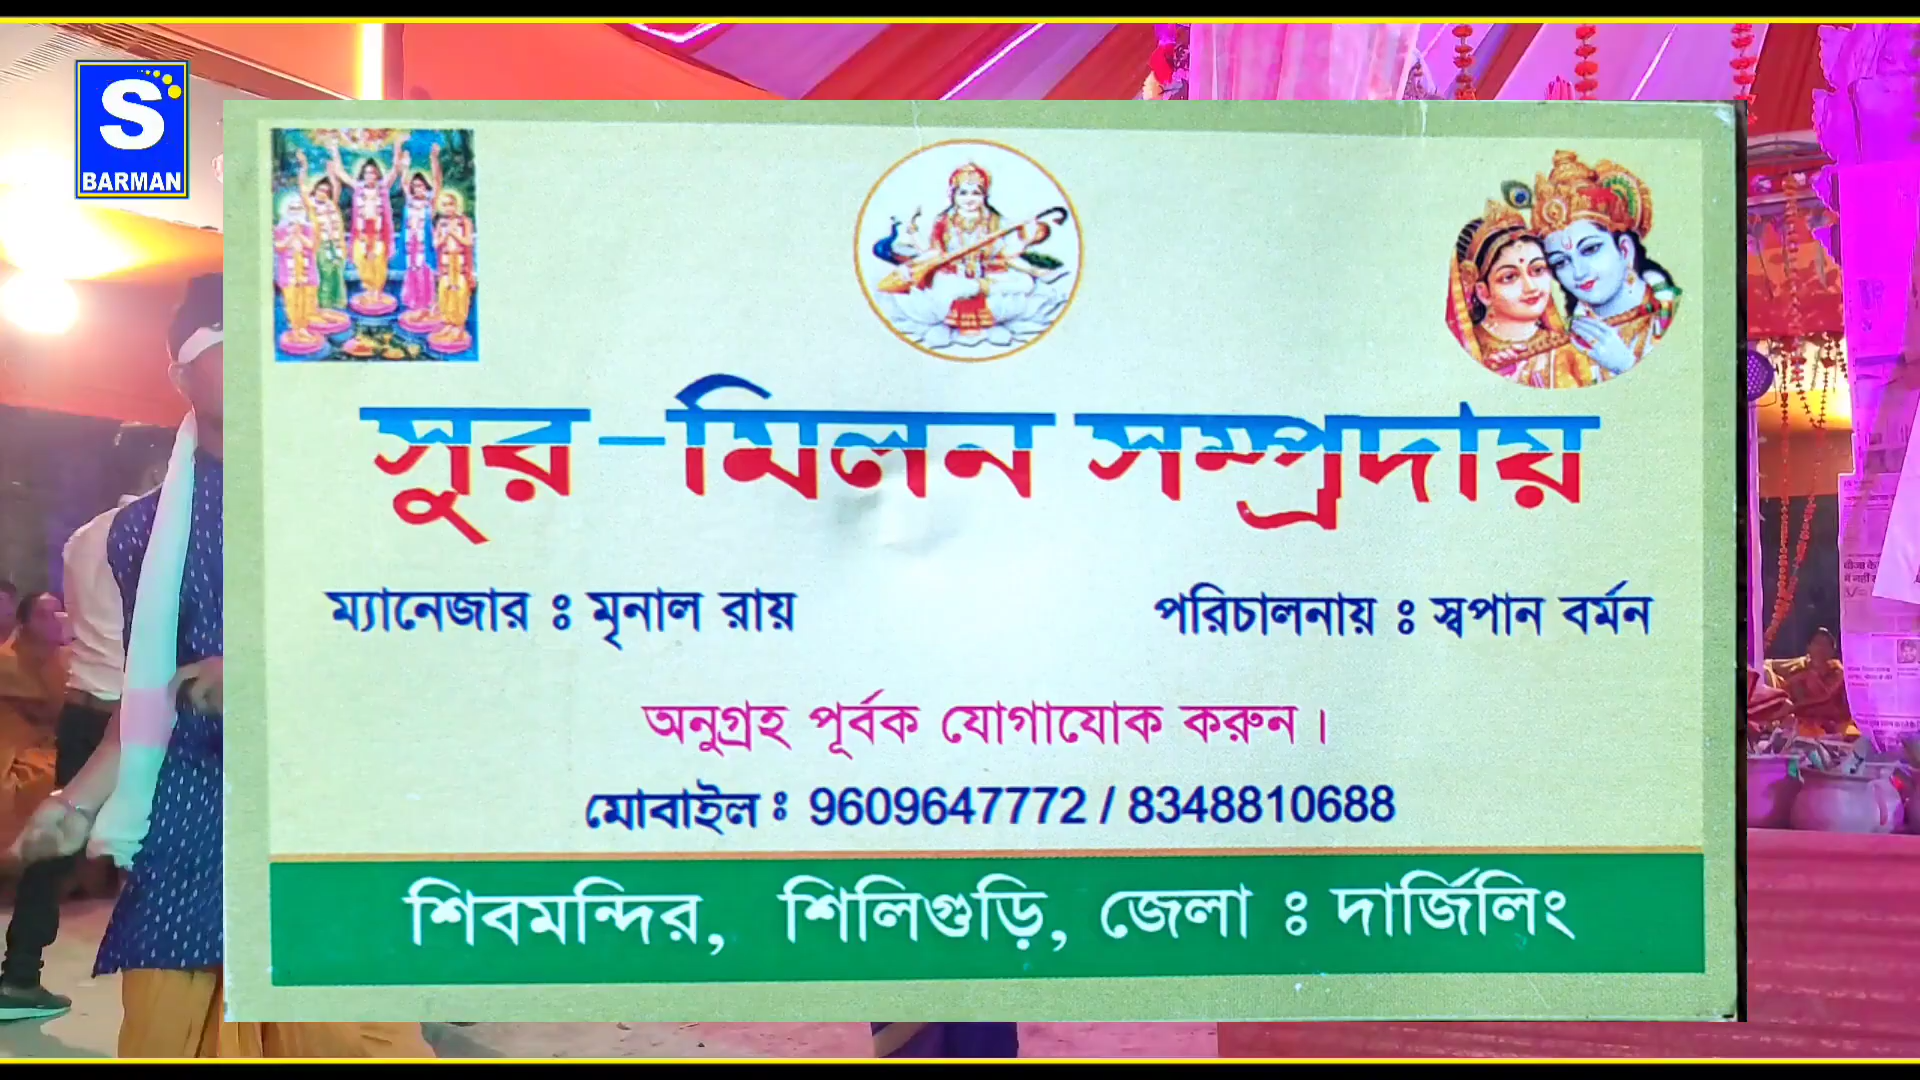 S
BARMAN
সুর-মিলন সম্প্রদায়
ম্যানেজার ঃ মৃনাল রায়
পরিচালনায় ঃ স্বপান বর্মন
অনুগ্রহ পূর্বক যোগাযোক করুন।
মোবাইল ঃ 9609647772 / 8348810688
শিবমন্দির, শিলিগুড়ি, জেলা ঃ দার্জিলিং